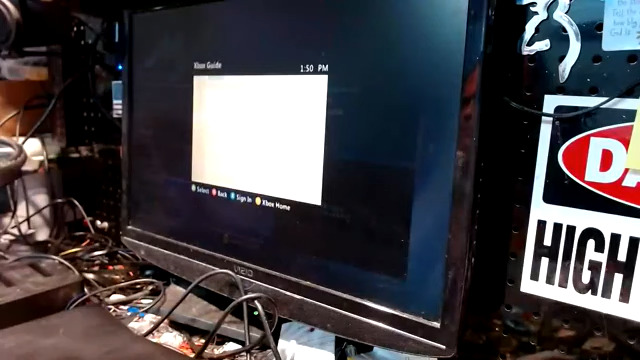 Xbox Guide
1:50 PM
Select Back Sign In Xbox Home
VIZIO
DA
HIGH